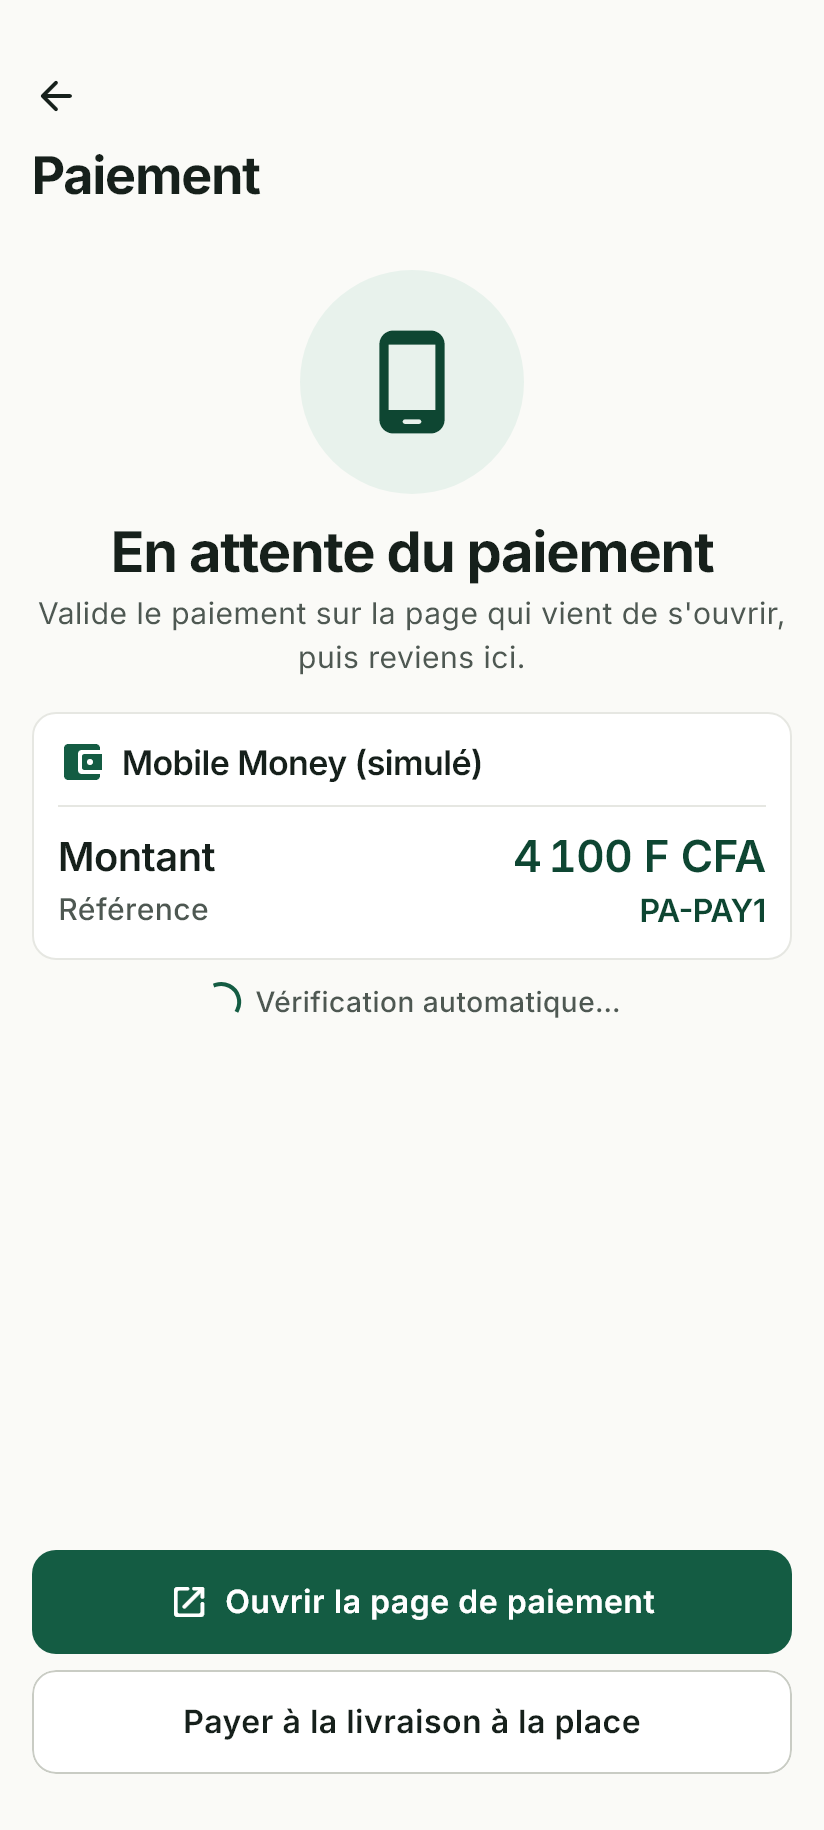 Paiement
En attente du paiement
Valide le paiement sur la page qui vient de s'ouvrir,
puis reviens ici.
Mobile Money (simulé)
Montant 4 100 F CFA
Référence PA-PAY1
Vérification automatique...
Ouvrir la page de paiement
Payer à la livraison à la place